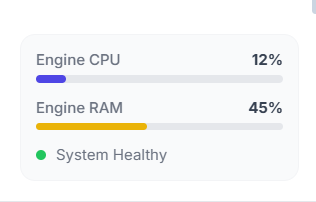 Engine CPU 12%
Engine RAM 45%
System Healthy